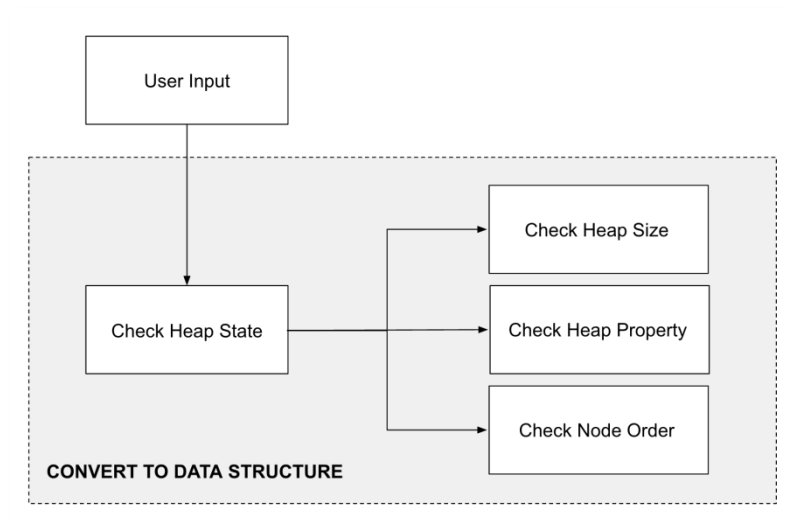 User Input
Check Heap Size
Check Heap State
Check Heap Property
Check Node Order
CONVERT TO DATA STRUCTURE